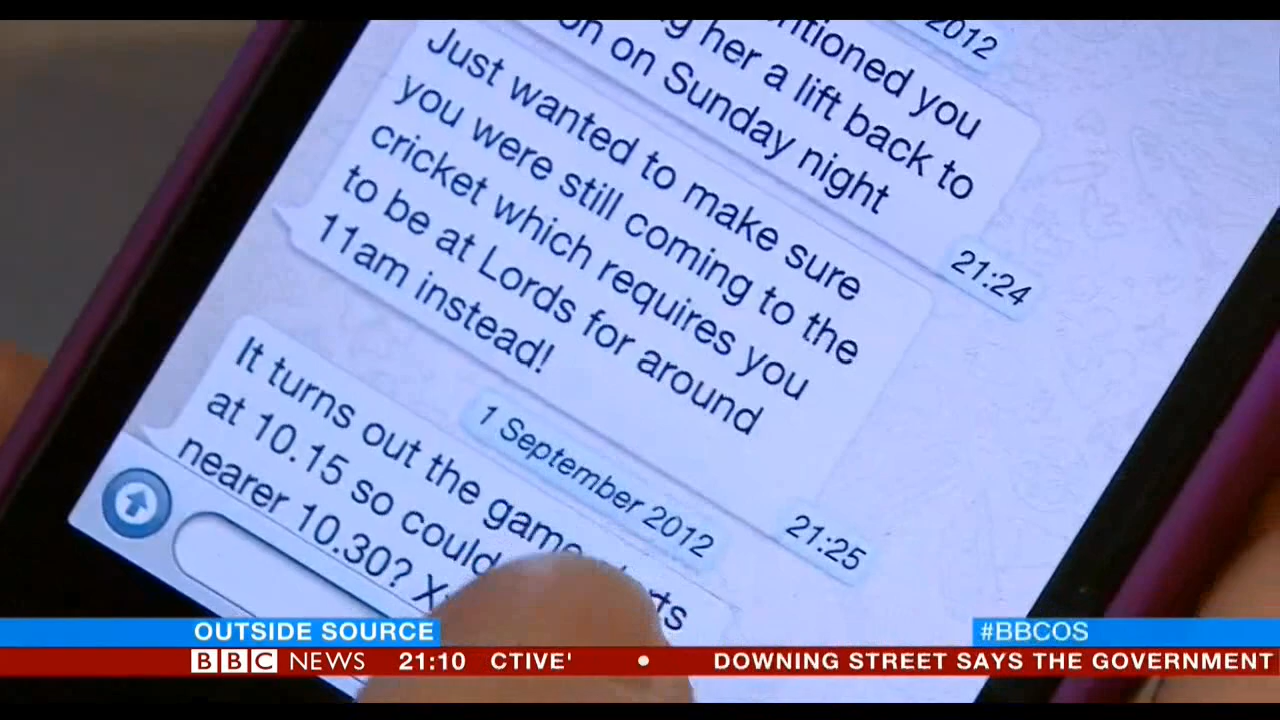 2012
ntioned you
g her a lift back to
on on Sunday night
21:24
Just wanted to make sure
you were still coming to the
cricket which requires you
to be at Lords for around
11am instead!
21:25
1 September 2012
It turns out the game rts
at 10.15 so could
nearer 10.30? X
OUTSIDE SOURCE
#BBCOS
BBC NEWS 21:10 CTIVE' • DOWNING STREET SAYS THE GOVERNMENT